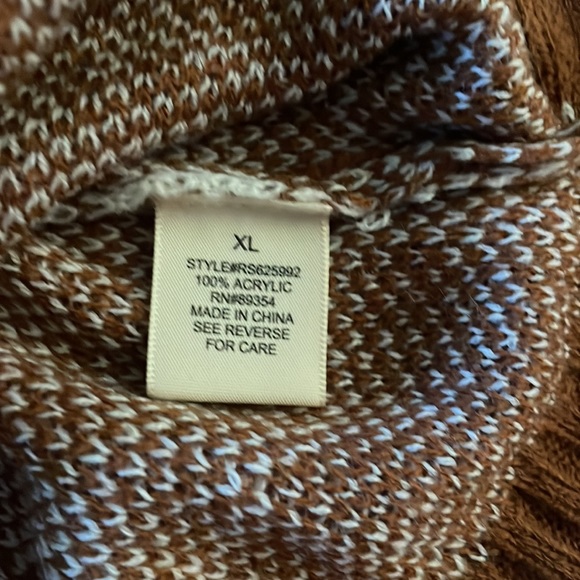 XL
STYLE#RS625992
100% ACRYLIC
RN#89354
MADE IN CHINA
SEE REVERSE
FOR CARE